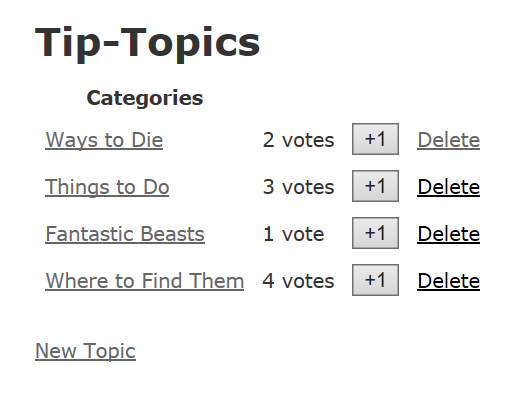 Tip-Topics
Categories
Ways to Die 2 votes +1 Delete
Things to Do 3 votes +1 Delete
Fantastic Beasts 1 vote +1 Delete
Where to Find Them 4 votes +1 Delete
New Topic